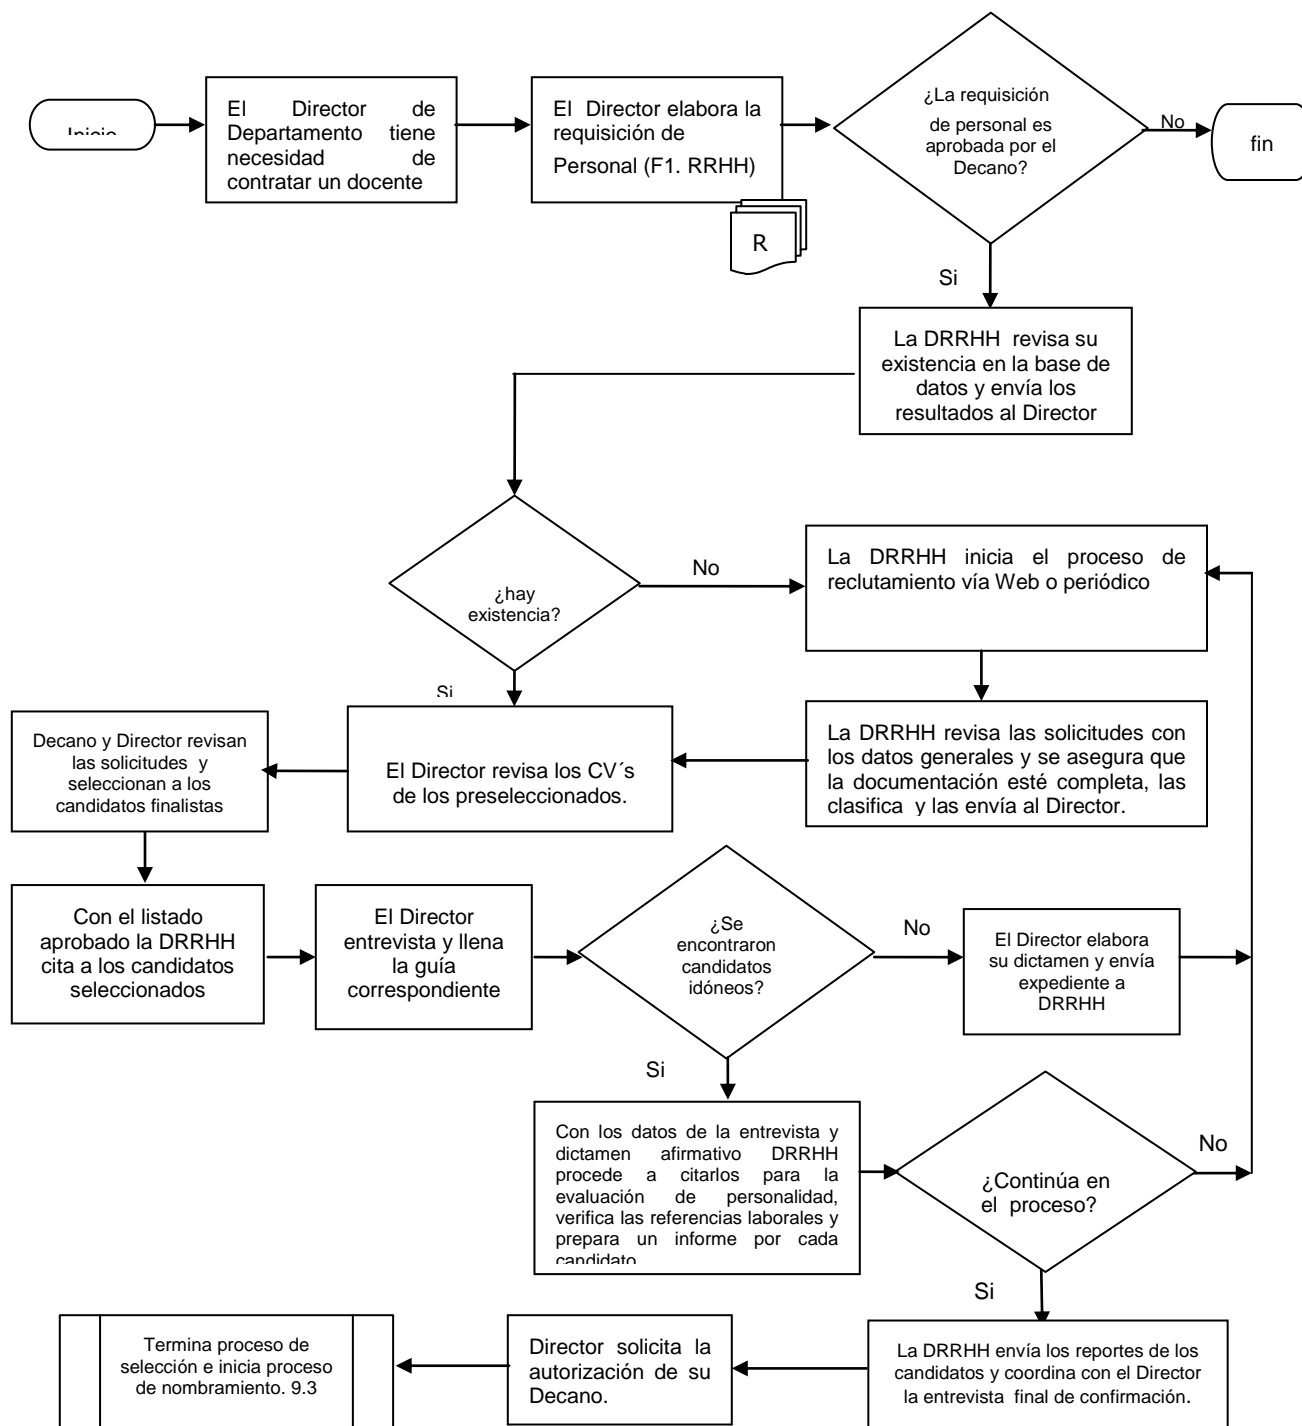 Inicio
El Director de
Departamento tiene
necesidad de
contratar un docente
El Director elabora la
requisición de
Personal (F1. RRHH)
R
¿La requisición
de personal es
aprobada por el
Decano?
No
fin
Si
La DRRHH revisa su
existencia en la base de
datos y envía los
resultados al Director
¿hay
existencia?
No
La DRRHH inicia el proceso de
reclutamiento vía Web o periódico
Si
La DRRHH revisa las solicitudes con
los datos generales y se asegura que
la documentación esté completa, las
clasifica y las envía al Director.
El Director revisa los CV´s
de los preseleccionados.
Decano y Director revisan
las solicitudes y
seleccionan a los
candidatos finalistas
Con el listado
aprobado la DRRHH
cita a los candidatos
seleccionados
El Director
entrevista y llena
la guía
correspondiente
¿Se
encontraron
candidatos
idóneos?
No
El Director elabora
su dictamen y envía
expediente a
DRRHH
Si
Con los datos de la entrevista y
dictamen afirmativo DRRHH
procede a citarlos para la
evaluación de personalidad,
verifica las referencias laborales y
prepara un informe por cada
candidato
¿Continúa en
el proceso?
No
Si
La DRRHH envía los reportes de los
candidatos y coordina con el Director
la entrevista final de confirmación.
Director solicita la
autorización de su
Decano.
Termina proceso de
selección e inicia proceso
de nombramiento. 9.3